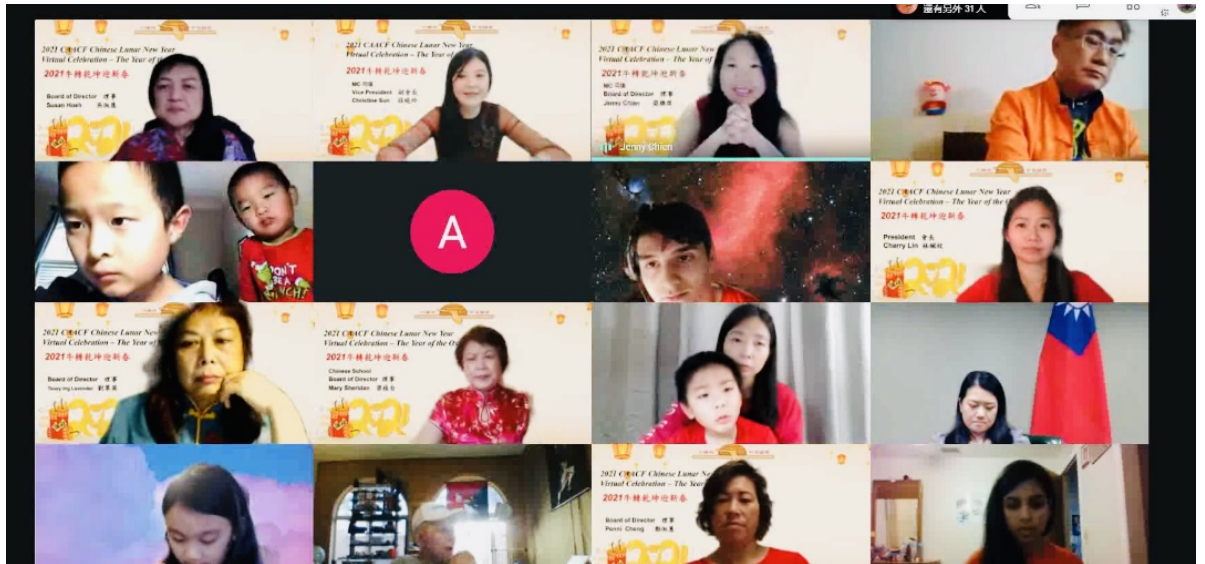 還有另外 31 人
你
2021 CAACF Chinese Lunar New Year
Virtual Celebration – The Year of
2021牛轉乾坤迎新春
Board of Director 理事
Susan Hseh
2021 CAACF Chinese Lunar New Year
Virtual Celebration – The Year of
2021牛轉乾坤迎新春
MC 司儀
Vice President 副會長
Christine Sun
2021 CAACF Chinese Lunar New
Virtual Celebration – The Year of
2021牛轉乾坤迎新春
MC 司儀
Board of Director 理事
Jenny Chien
Jenny Chien
DON'T
BE A
A
2021 CAACF Chinese Lunar New Year
Virtual Celebration – The Year of the
2021牛轉乾坤迎新春
President 會長
Cherry Lin
2021 CAACF Chinese Lunar New
Virtual Celebration – The Year of
2021牛轉乾坤迎新春
Board of Director 理事
2021 CAACF Chinese Lunar New Year
Virtual Celebration – The Year of the Ox
2021牛轉乾坤迎新春
Chinese School
Board of Director 理事
Mary Sheridan
2021 CAACF Chinese Lunar New
Virtual Celebration – The Year
2021牛轉乾坤迎新春
Board of Director 理事
Penni Cheng